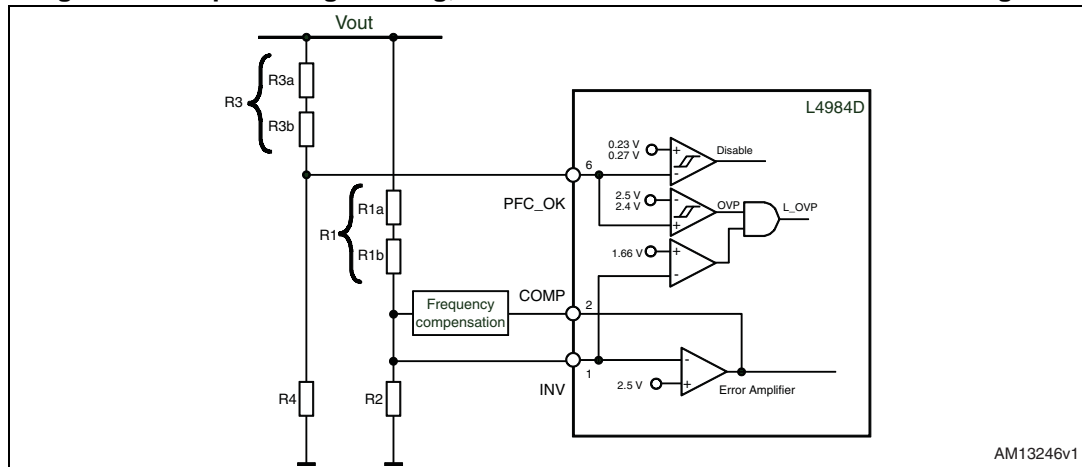 Vout
R3a
R3
R3b
L4984D
0.23 V
0.27 V
+
-
Disable
6
PFC_OK
2.5 V
2.4 V
-
+
OVP
L_OVP
R1a
R1
R1b
1.66 V
+
-
COMP
2
Frequency
compensation
1
INV
-
2.5 V
+
Error Amplifier
R4
R2
AM13246v1